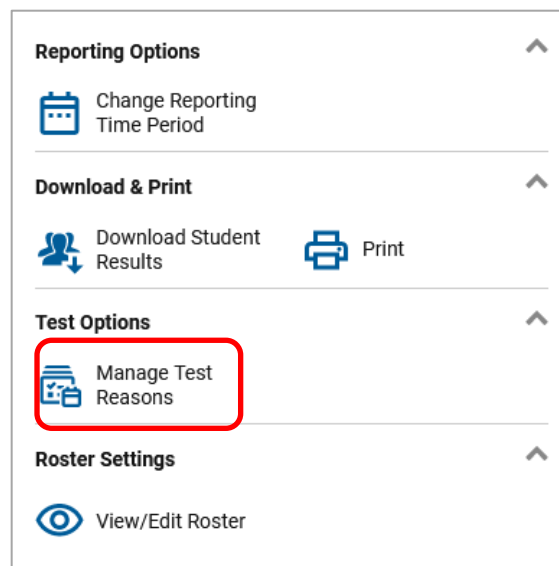 Reporting Options
Change Reporting
Time Period
Download & Print
Download Student
Results
Print
Test Options
Manage Test
Reasons
Roster Settings
View/Edit Roster